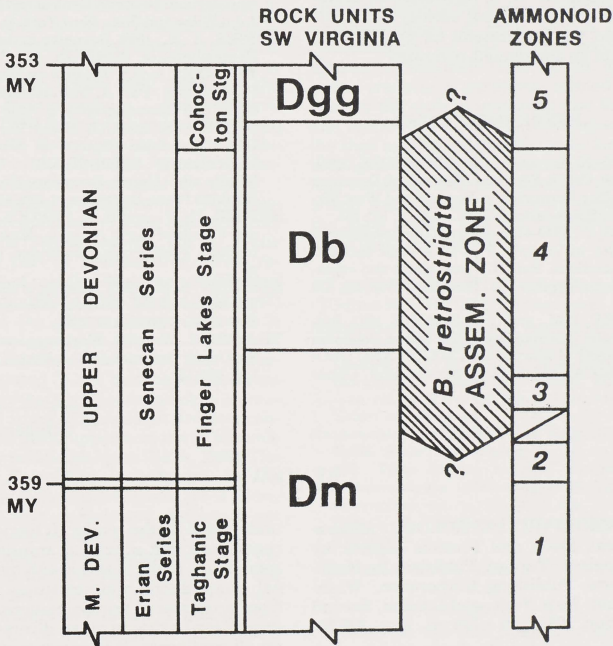 ROCK UNITS
SW VIRGINIA
AMMONOID
ZONES
353
MY
359
MY
UPPER DEVONIAN
M. DEV.
Senecan Series
Erian
Series
Cohoc-
ton Stg.
Finger Lakes Stage
Taghanic
Stage
Dgg
Db
Dm
?
B. retrostriata
ASSEM. ZONE
?
5
4
3
2
1